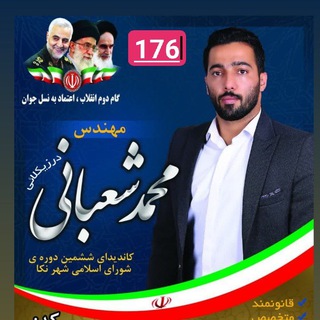 176
گام دوم انقلاب ، اعتماد به نسل جوان
مهندس
محمد شعبانی
درزیکلائی
کاندیدای ششمین دوره ی
شورای اسلامی شهر نکا
قانونمند
متخصص